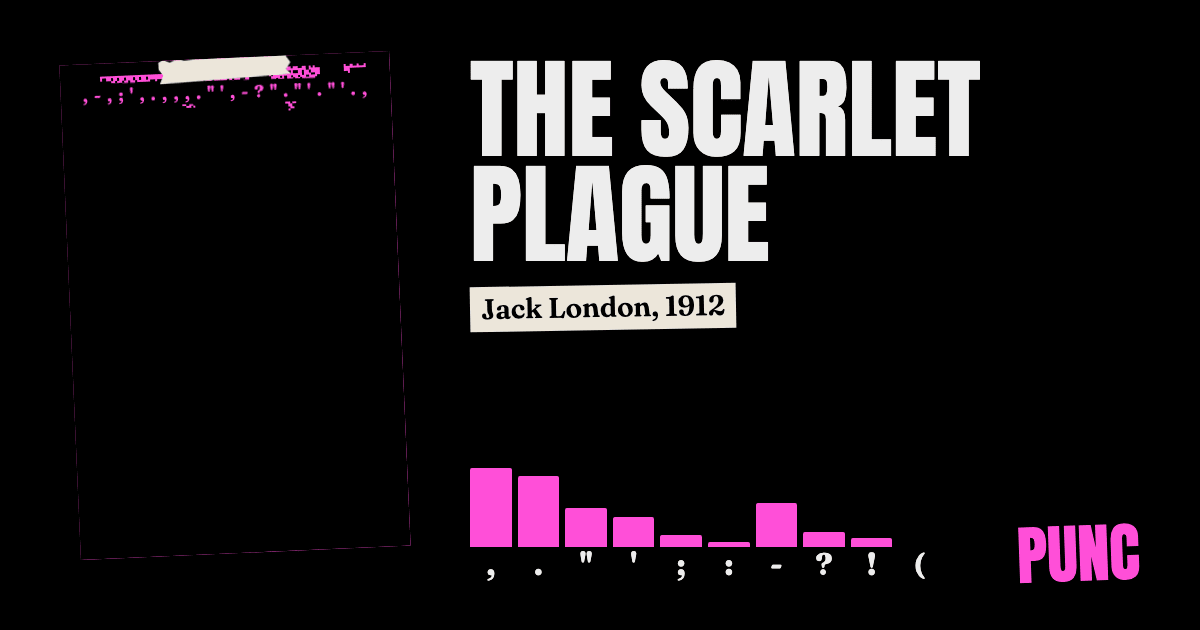 ,-,;',.,,,."',-?"."'."'.,
THE SCARLET
PLAGUE
Jack London, 1912
, . " ' ; : - ? ! (
PUNC